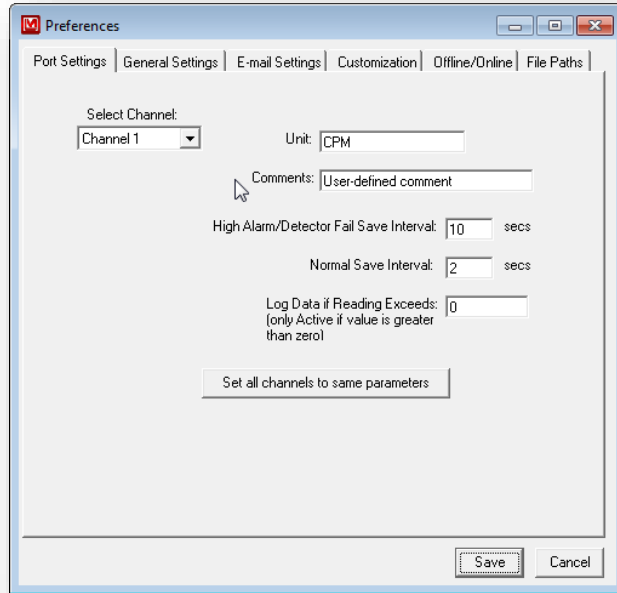 Preferences
Port Settings General Settings E-mail Settings Customization Offline/Online File Paths
Select Channel:
Channel 1
Unit: CPM
Comments: User-defined comment
High Alarm/Detector Fail Save Interval: 10 secs
Normal Save Interval: 2 secs
Log Data if Reading Exceeds: 0
(only Active if value is greater
than zero)
Set all channels to same parameters
Save Cancel